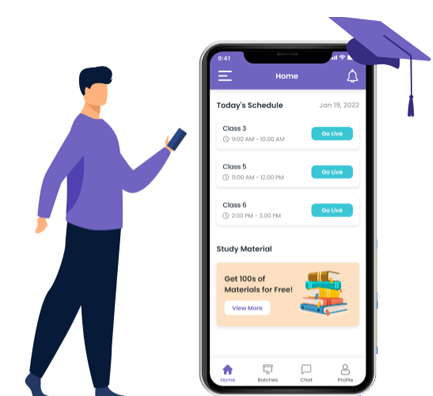 9:41
Home
Today's Schedule
Jan 19, 2022
Class 3
9:00 AM - 10.00 AM
Go Live
Class 5
11:00 AM - 12.00 PM
Go Live
Class 6
2:00 PM - 3.00 PM
Go Live
Study Material
Get 100s of
Materials for Free!
View More
Home
Batches
Chat
Profile